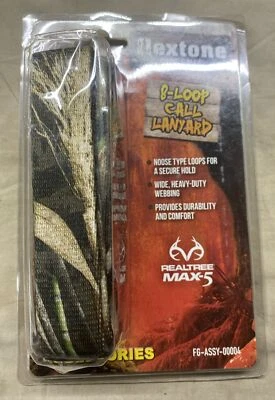 flextone
8-LOOP
CALL
LANYARD
• NOOSE TYPE LOOPS FOR
A SECURE HOLD
• WIDE, HEAVY-DUTY
WEBBING
• PROVIDES DURABILITY
AND COMFORT
REALTREE
MAX-5
ORIES
FG-ASSY-00004